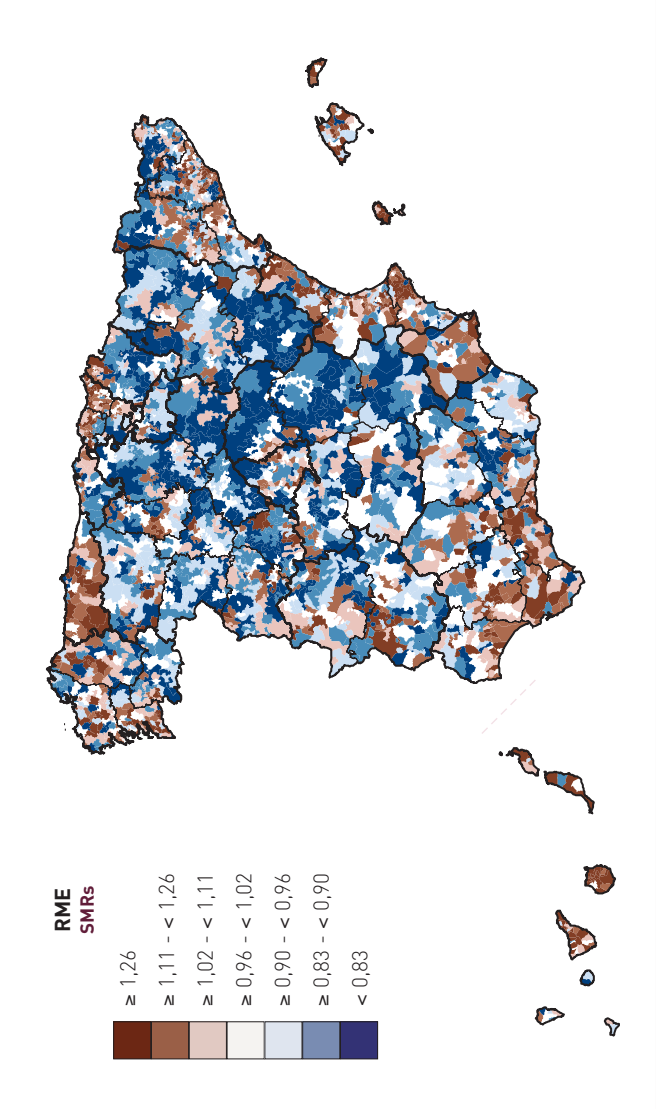 RME
SMRs
≥ 1,26
≥ 1,11 - < 1,26
≥ 1,02 - < 1,11
≥ 0,96 - < 1,02
≥ 0,90 - < 0,96
≥ 0,83 - < 0,90
< 0,83